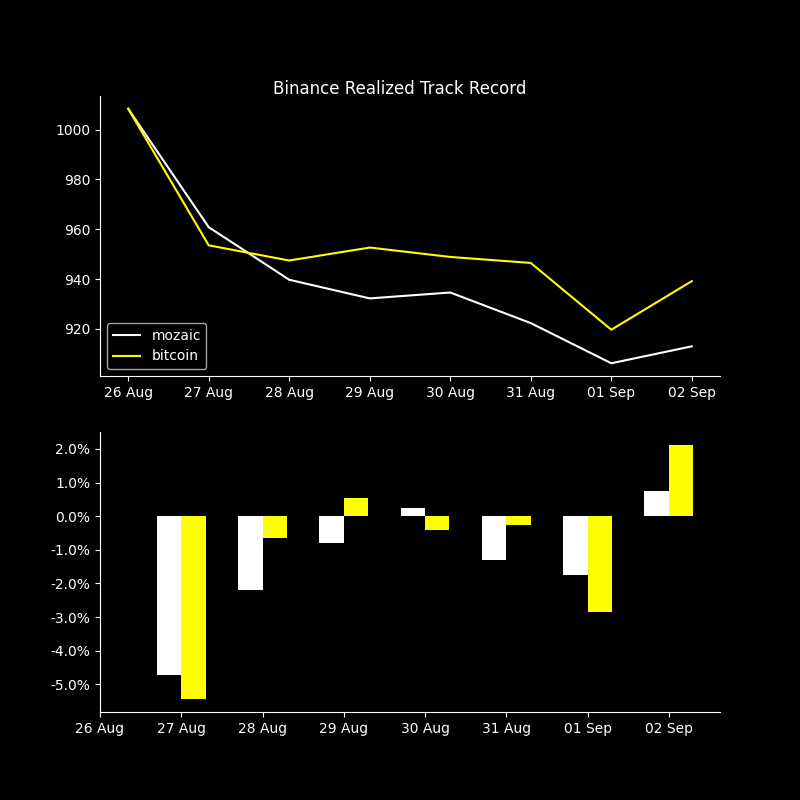 Binance Realized Track Record
1000
980
960
940
920
mozaic
bitcoin
26 Aug 27 Aug 28 Aug 29 Aug 30 Aug 31 Aug 01 Sep 02 Sep
2.0%
1.0%
0.0%
-1.0%
-2.0%
-3.0%
-4.0%
-5.0%
26 Aug 27 Aug 28 Aug 29 Aug 30 Aug 31 Aug 01 Sep 02 Sep